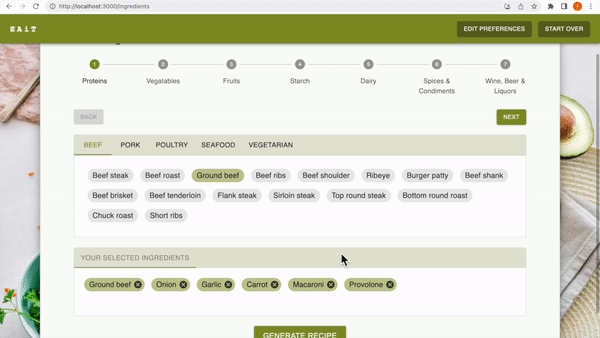 http://localhost:3000/ingredients
EAiT
EDIT PREFERENCES
START OVER
1 2 3 4 5 6 7
Proteins Vegatables Fruits Starch Dairy Spices & Condiments Wine, Beer & Liquors
BACK
NEXT
BEEF PORK POULTRY SEAFOOD VEGETARIAN
Beef steak Beef roast Ground beef Beef ribs Beef shoulder Ribeye Burger patty Beef shank
Beef brisket Beef tenderloin Flank steak Sirloin steak Top round steak Bottom round roast
Chuck roast Short ribs
YOUR SELECTED INGREDIENTS
Ground beef Onion Garlic Carrot Macaroni Provolone
GENERATE RECIPE